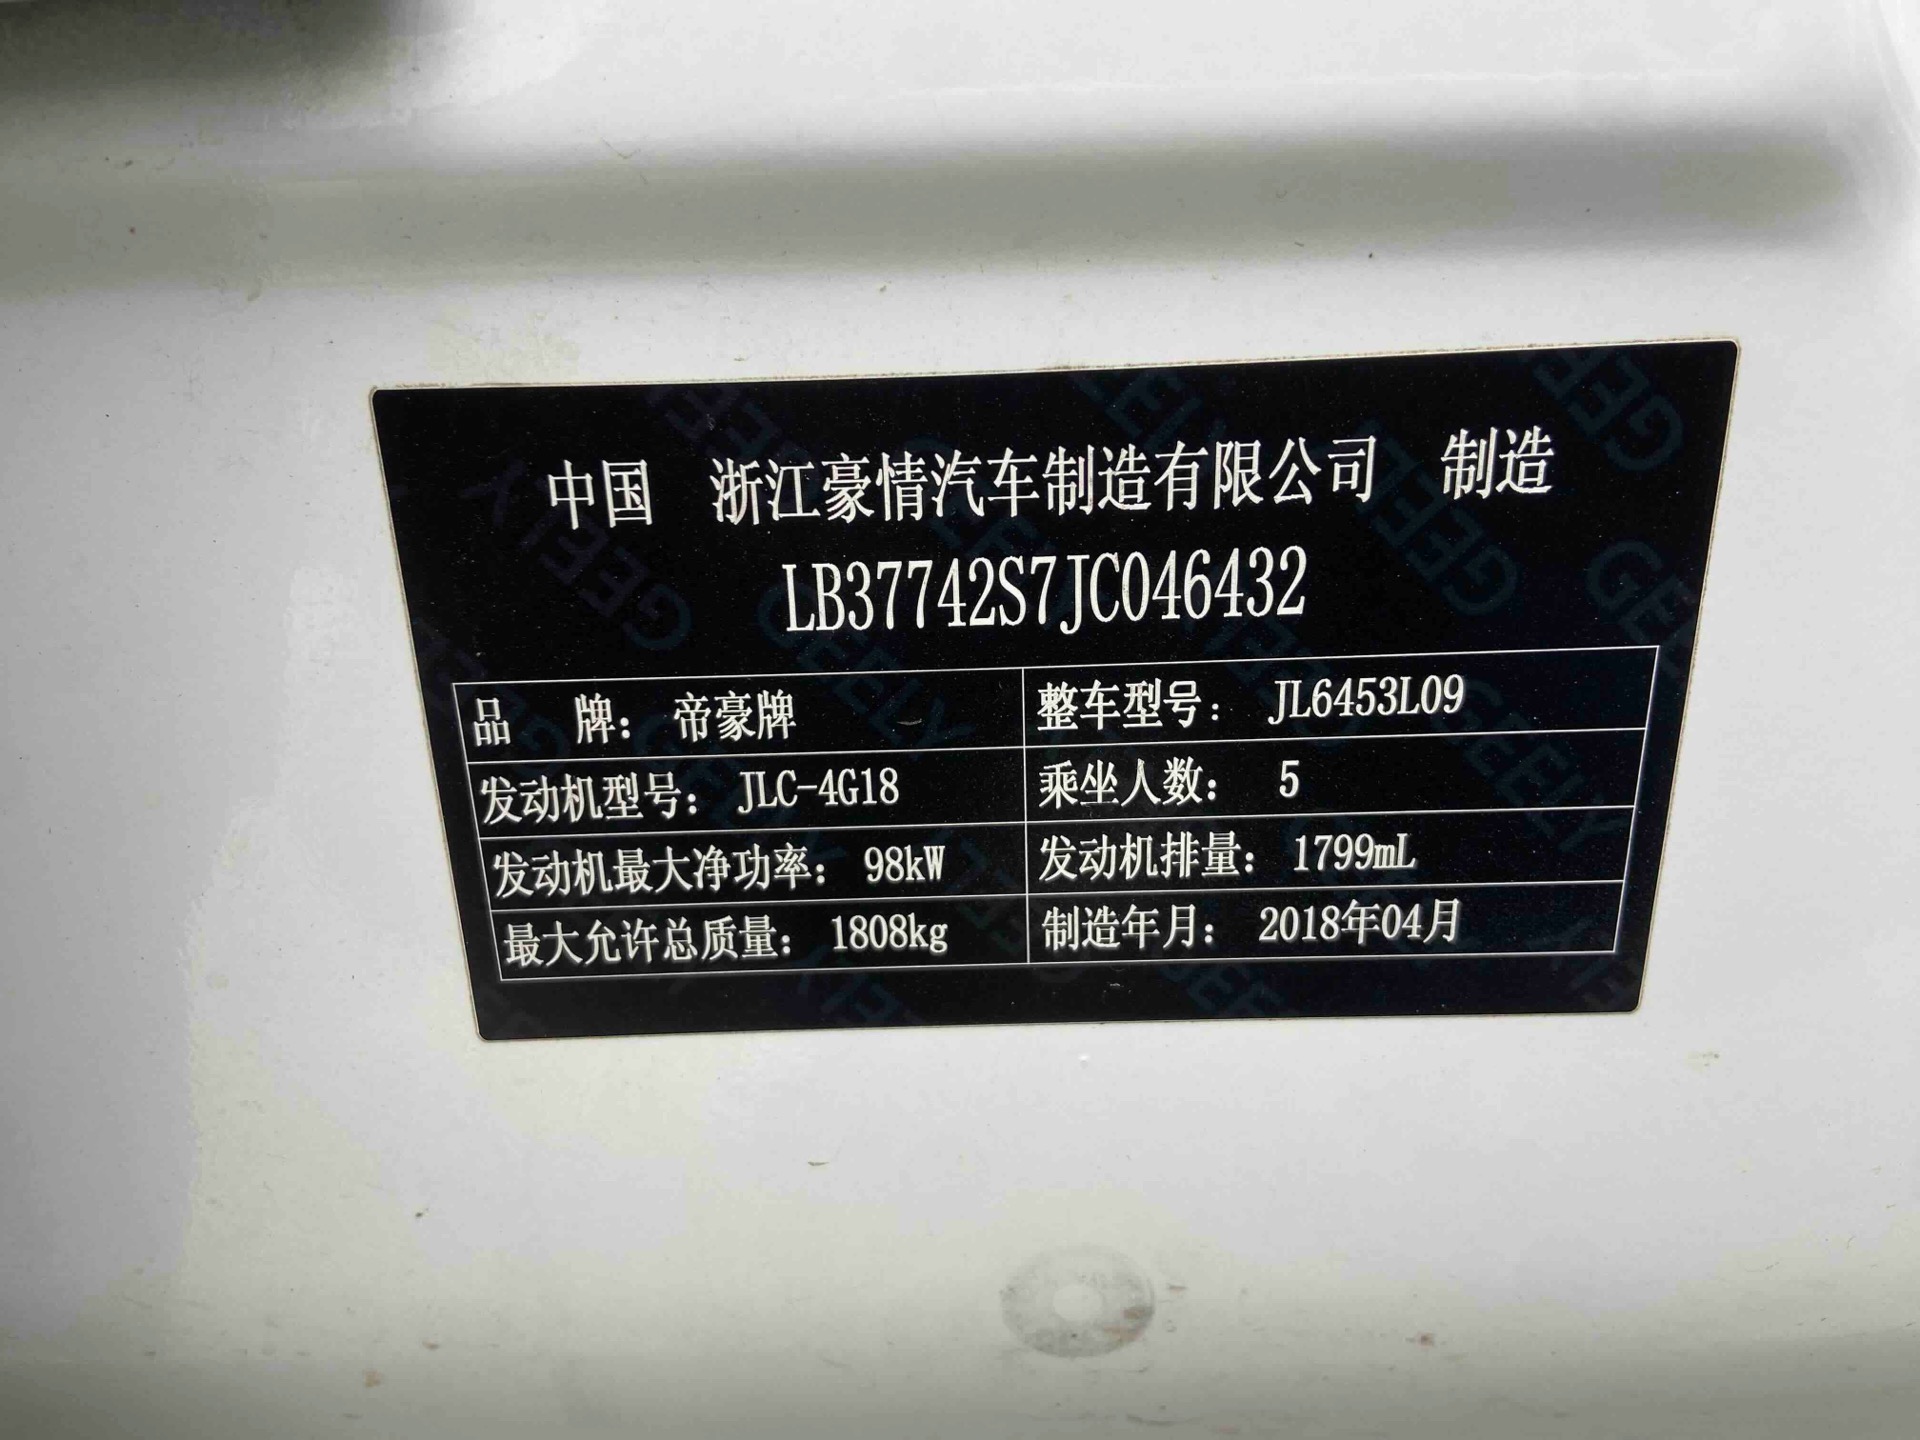 中国 浙江豪情汽车制造有限公司 制造
LB37742S7JC046432
品 牌： 帝豪牌 整车型号： JL6453L09
发动机型号： JLC-4G18 乘坐人数： 5
发动机最大净功率： 98kW 发动机排量： 1799mL
最大允许总质量： 1808kg 制造年月： 2018年04月